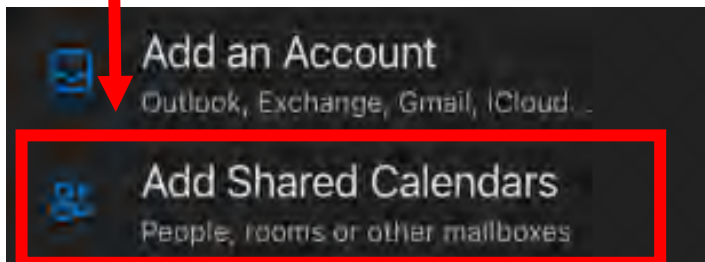 Add an Account
Outlook, Exchange, Gmail, iCloud...
Add Shared Calendars
People, rooms or other mailboxes